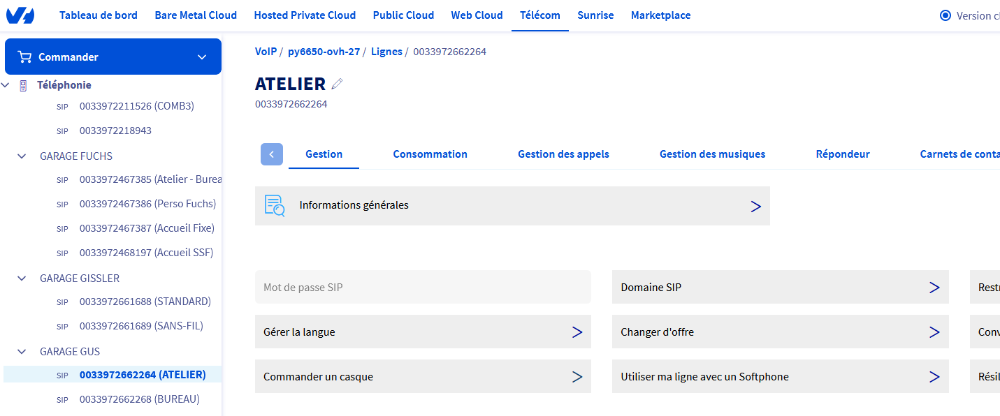 Tableau de bord Bare Metal Cloud Hosted Private Cloud Public Cloud Web Cloud Télécom Sunrise Marketplace Version
Commander
Téléphonie
SIP 0033972211526 (COMB3)
SIP 0033972218943
GARAGE FUCHS
SIP 0033972467385 (Atelier - Burea
SIP 0033972467386 (Perso Fuchs)
SIP 0033972467387 (Accueil Fixe)
SIP 0033972468197 (Accueil SSF)
GARAGE GISSLER
SIP 0033972661688 (STANDARD)
SIP 0033972661689 (SANS-FIL)
GARAGE GUS
SIP 0033972662264 (ATELIER)
SIP 0033972662268 (BUREAU)
VoIP / py6650-ovh-27 / Lignes / 0033972662264
ATELIER
0033972662264
Gestion Consommation Gestion des appels Gestion des musiques Répondeur Carnets de conta
Informations générales
Mot de passe SIP Domaine SIP Restr
Gérer la langue Changer d'offre Conv
Commander un casque Utiliser ma ligne avec un Softphone Résil